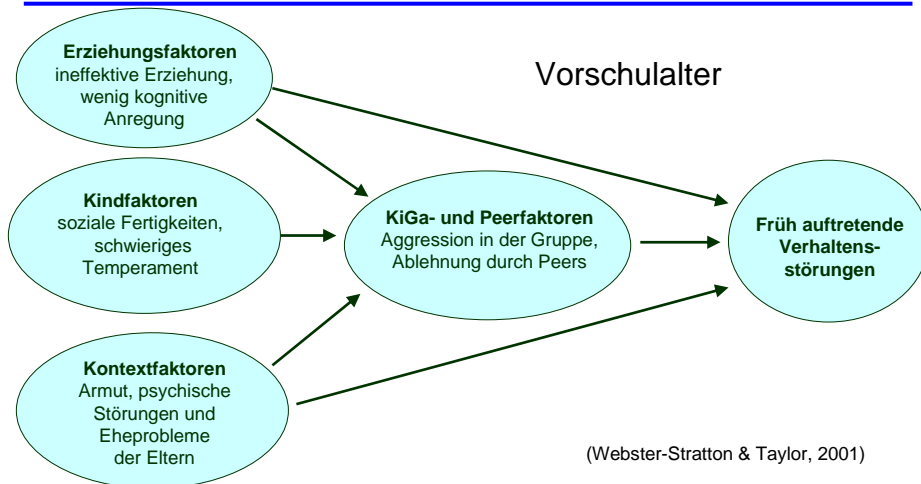 Vorschulalter
Erziehungsfaktoren
ineffektive Erziehung,
wenig kognitive
Anregung
Kindfaktoren
soziale Fertigkeiten,
schwieriges
Temperament
KiGa- und Peerfaktoren
Aggression in der Gruppe,
Ablehnung durch Peers
Früh auftretende
Verhaltens-
störungen
Kontextfaktoren
Armut, psychische
Störungen und
Eheprobleme
der Eltern
(Webster-Stratton & Taylor, 2001)